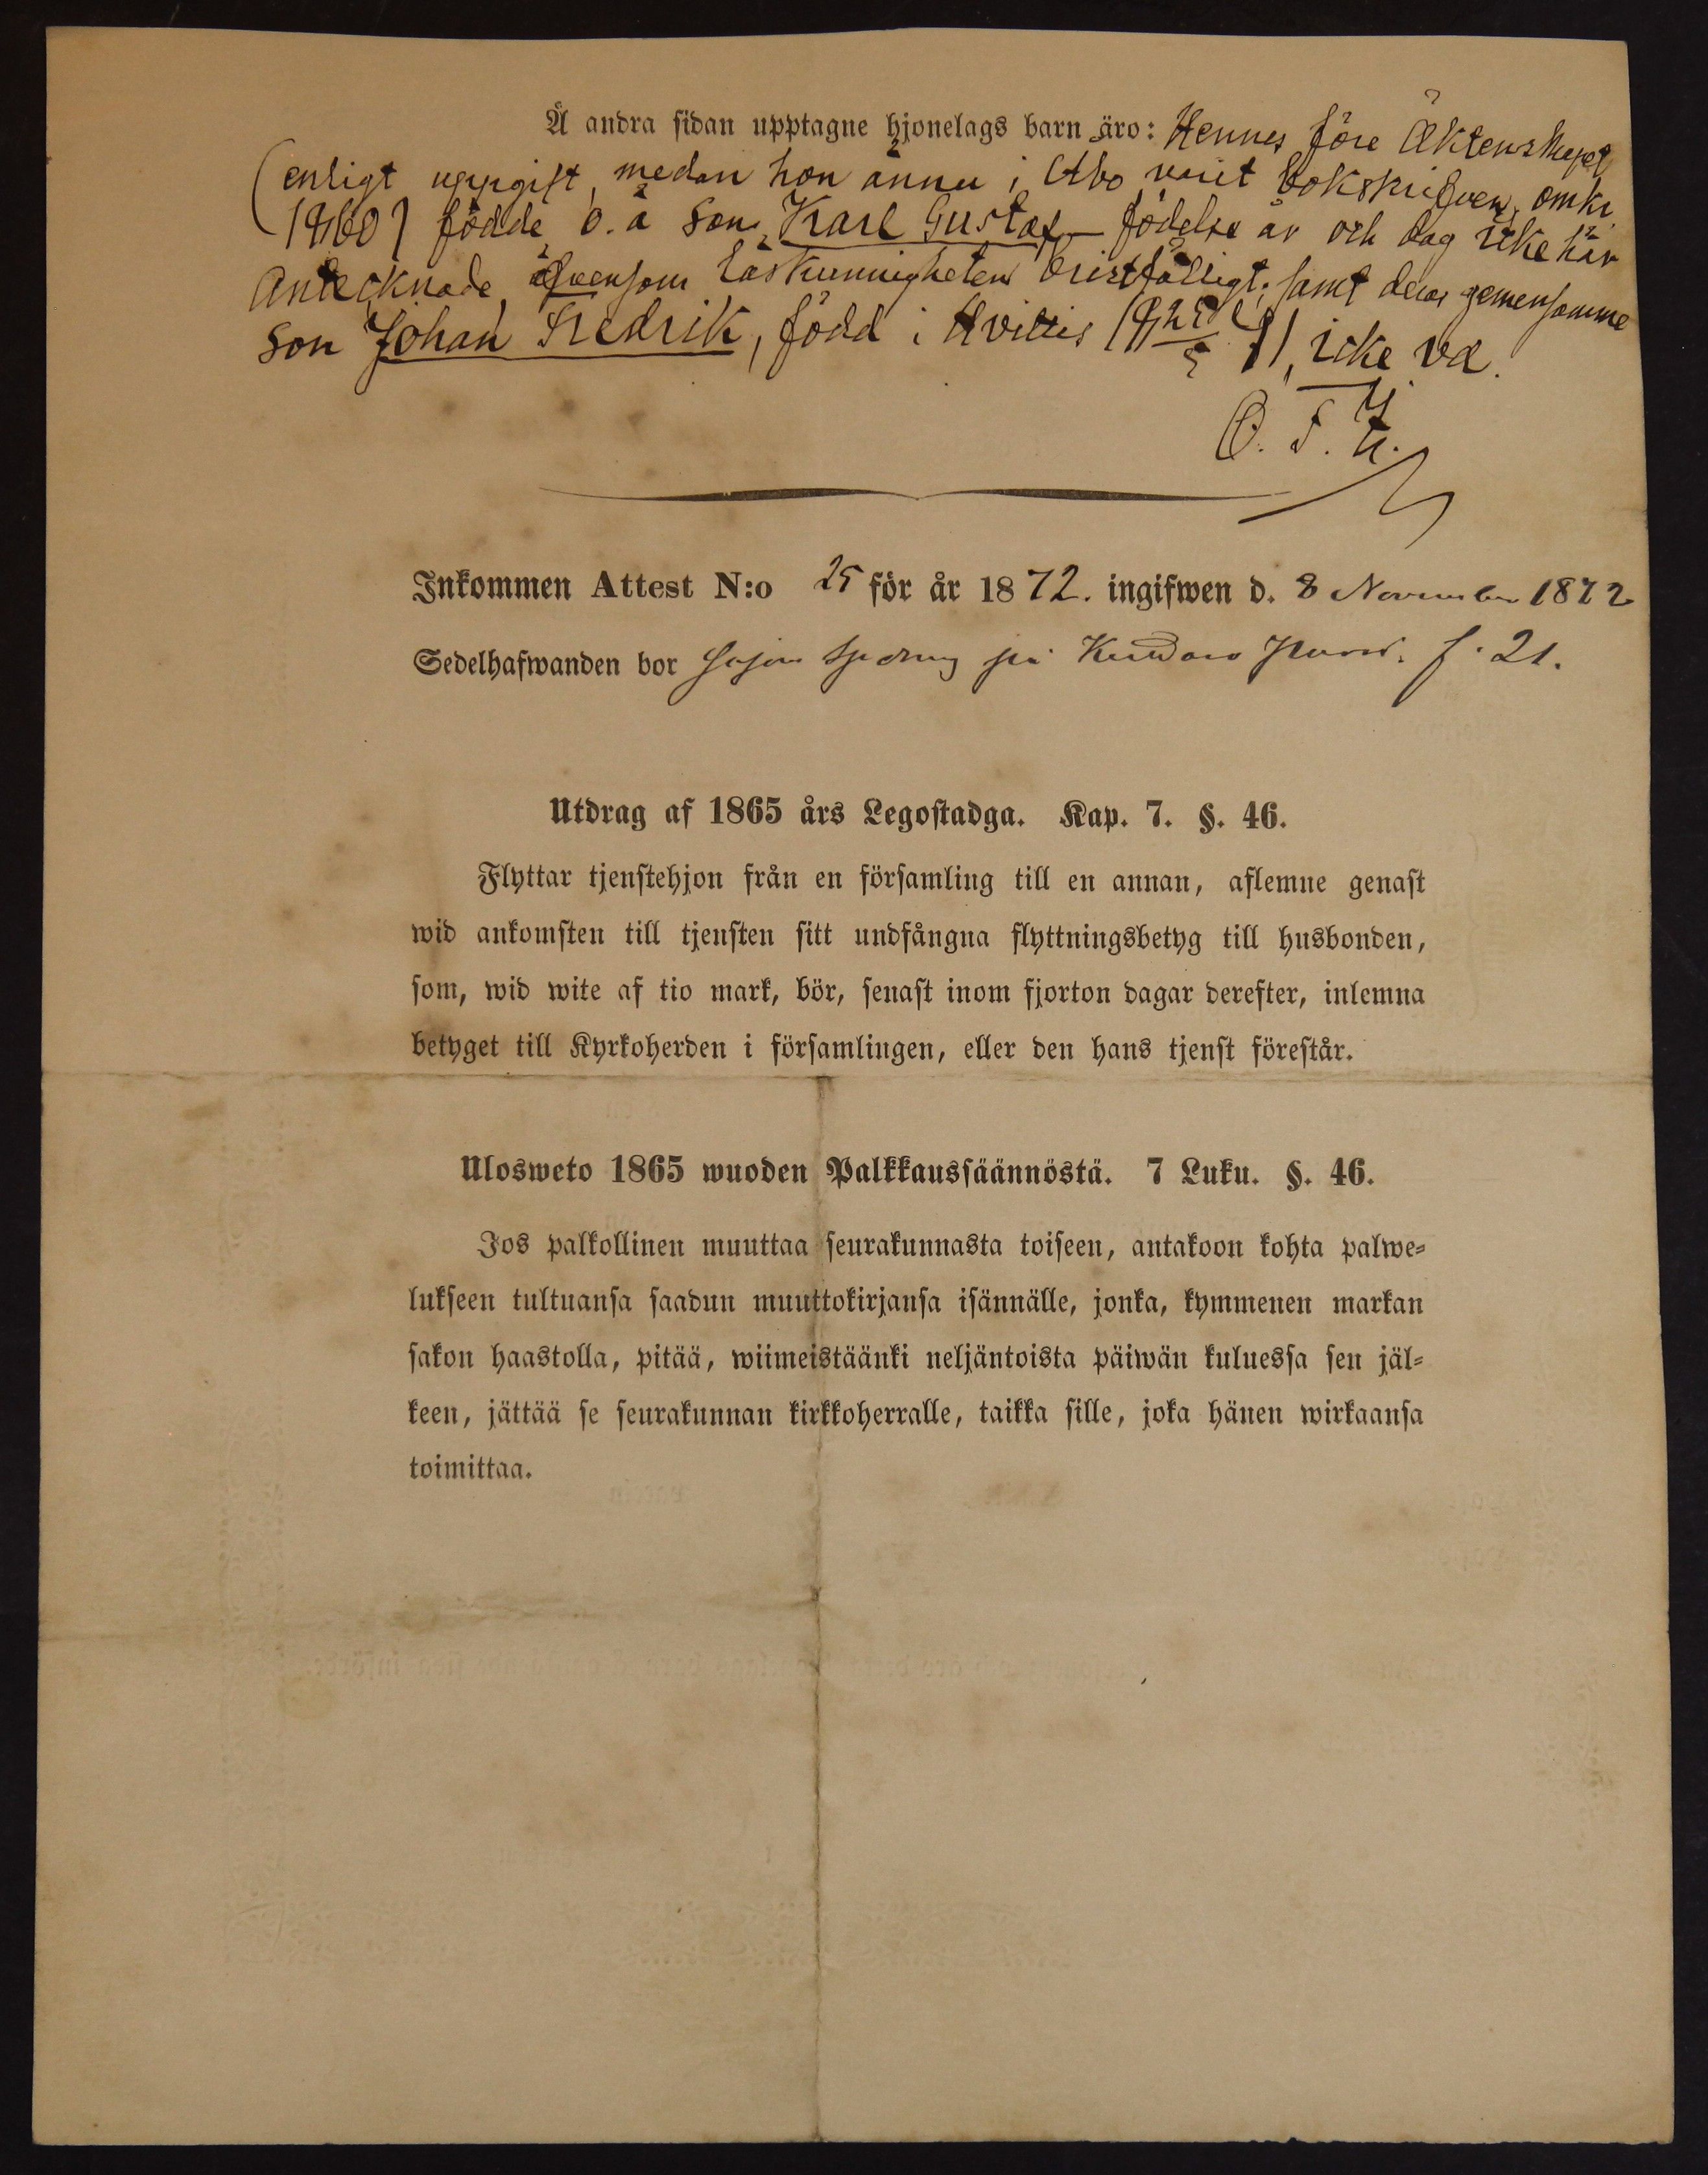 Å andra sidan upptagne hjonelags barn äro: Hennes före Äktenskapet
(enligt uppgift, medan hon ännu i Åbo varit bokskrifven, omkr
1860) födde o. ä son, Karl Gustaf – födelse år och dag icke här
antecknade, äfvensom läskunnigheten bristfälligt; samt deras gemensamme
son Johan Fredrik, född i Hvittis, icke va.
O. F. H.
Inkommen Attest N:o 25 för år 1872. ingifwen d. 8 November 1872
Sedelhafwanden bor på f. 21.
Utdrag af 1865 års Legostadga. Kap. 7. §. 46.
Flyttar tjenstehjon från en församling till en annan, aflemne genast
wid ankomsten till tjensten sitt undfångna flyttningsbetyg till husbonden,
som, wid wite af tio mark, bör, senast inom fjorton dagar derefter, inlemna
betyget till Kyrkoherden i församlingen, eller den hans tjenst förestår.
Ulosweto 1865 wuoden Palkkaussäännöstä. 7 Luku. §. 46.
Jos palkollinen muuttaa seurakunnasta toiseen, antakoon kohta palwe-
lukseen tultuansa saadun muuttokirjansa isännälle, jonka, kymmenen markan
sakon haastolla, pitää, wiimeistäänki neljäntoista päiwän kuluessa sen jäl-
keen, jättää se seurakunnan kirkkoherralle, taikka sille, joka hänen wirkaansa
toimittaa.